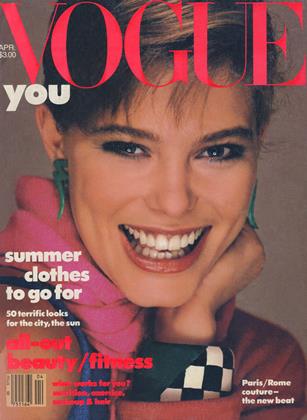 VOGUE
APR.
$3.00
you
summer
clothes
to go for
50 terrific looks
for the city, the sun
all-out
beauty/fitness
what works for you?
nutrition, exercise,
makeup & hair
Paris/Rome
couture—
the new beat
04